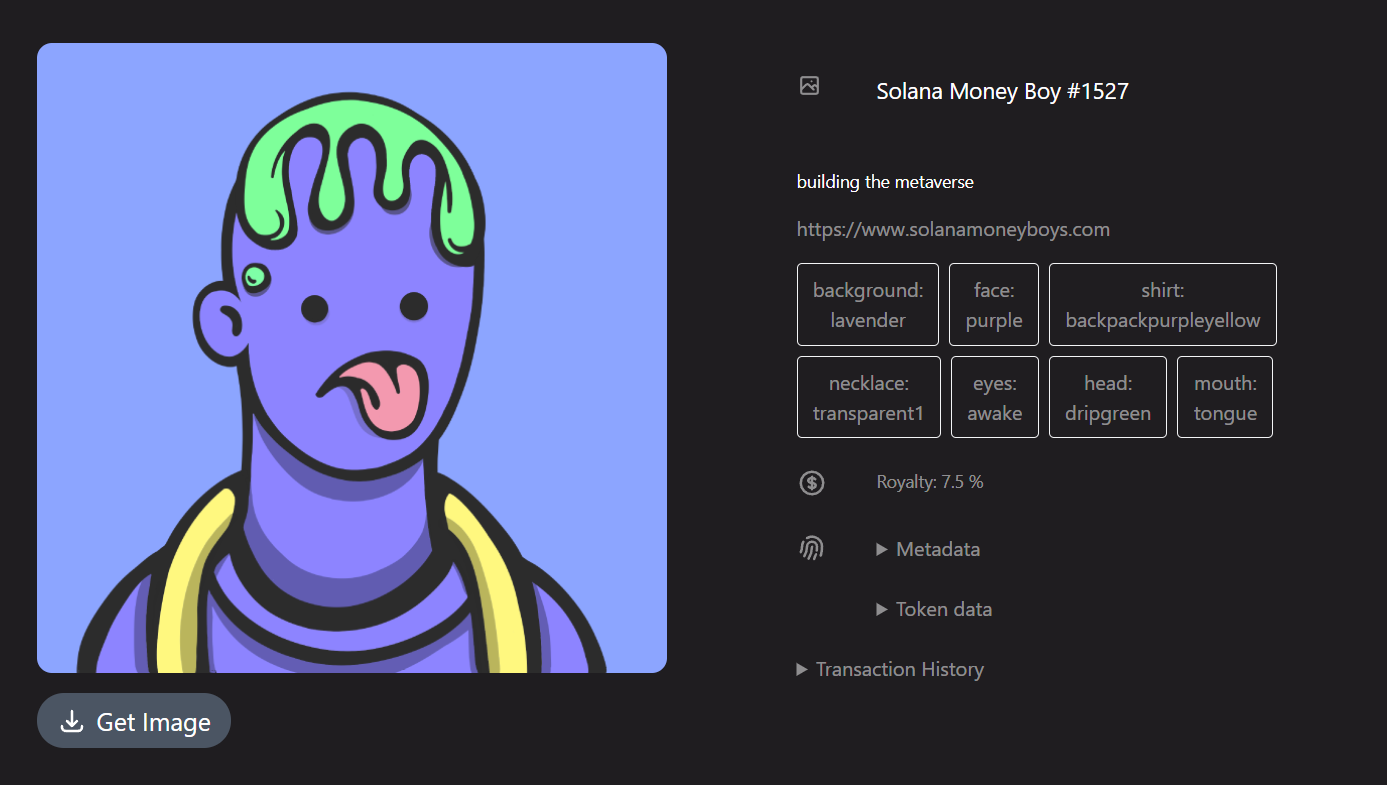 Solana Money Boy #1527
building the metaverse
https://www.solanamoneyboys.com
background:
lavender
face:
purple
shirt:
backpackpurpleyellow
necklace:
transparent1
eyes:
awake
head:
dripgreen
mouth:
tongue
Royalty: 7.5 %
Metadata
Token data
Transaction History
Get Image